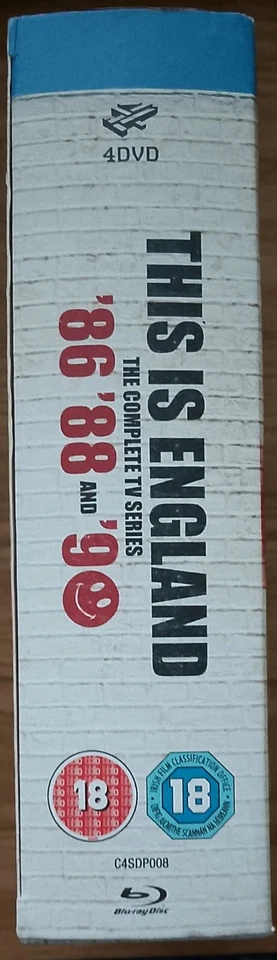 4DVD
THIS IS ENGLAND
THE COMPLETE TV SERIES
'86 '88 AND '90
18
IRISH FILM CLASSIFICATION OFFICE
18
C4SDP008
Blu-ray Disc